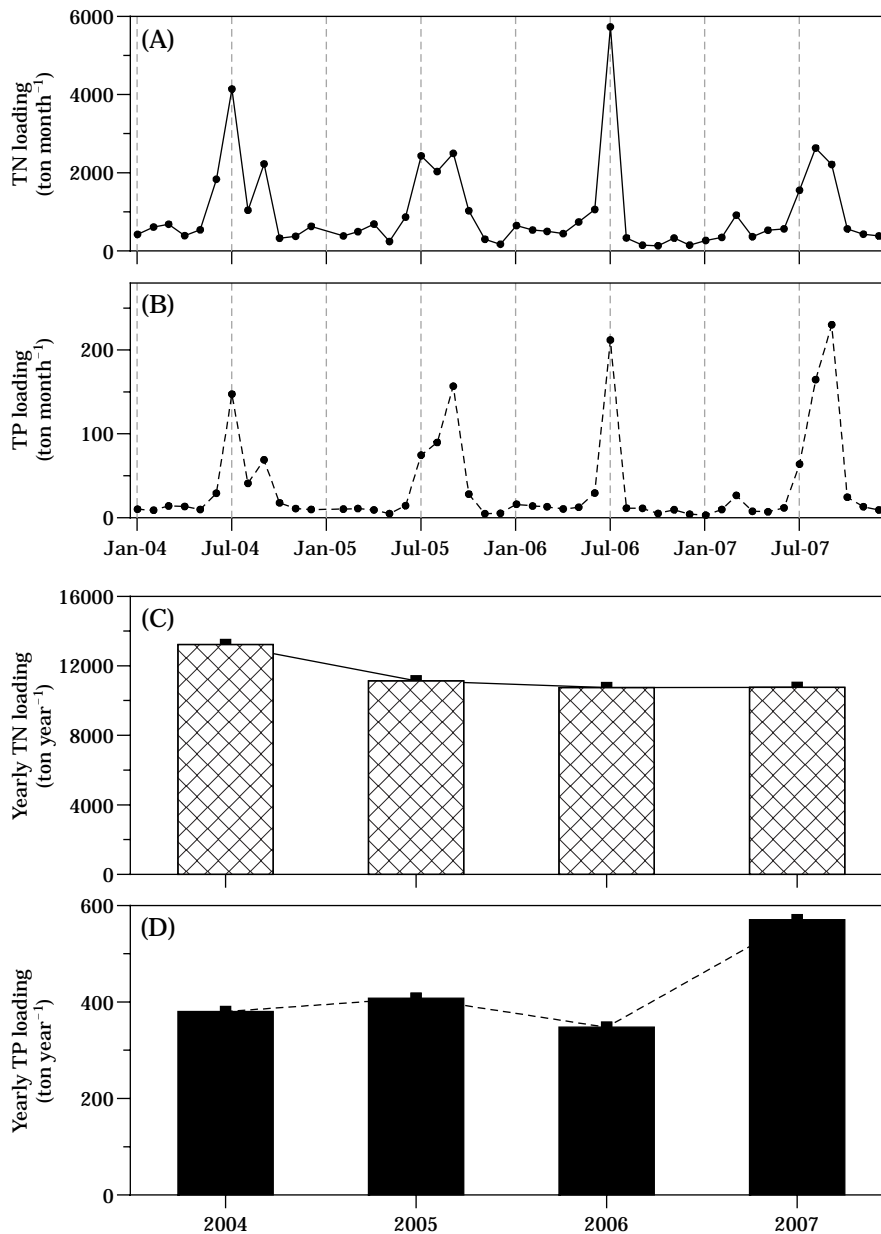 (A)
TN loading
(ton month⁻¹)
6000
4000
2000
0
(B)
TP loading
(ton month⁻¹)
200
100
0
Jan-04 Jul-04 Jan-05 Jul-05 Jan-06 Jul-06 Jan-07 Jul-07
(C)
Yearly TN loading
(ton year⁻¹)
16000
12000
8000
4000
0
(D)
Yearly TP loading
(ton year⁻¹)
600
400
200
0
2004 2005 2006 2007